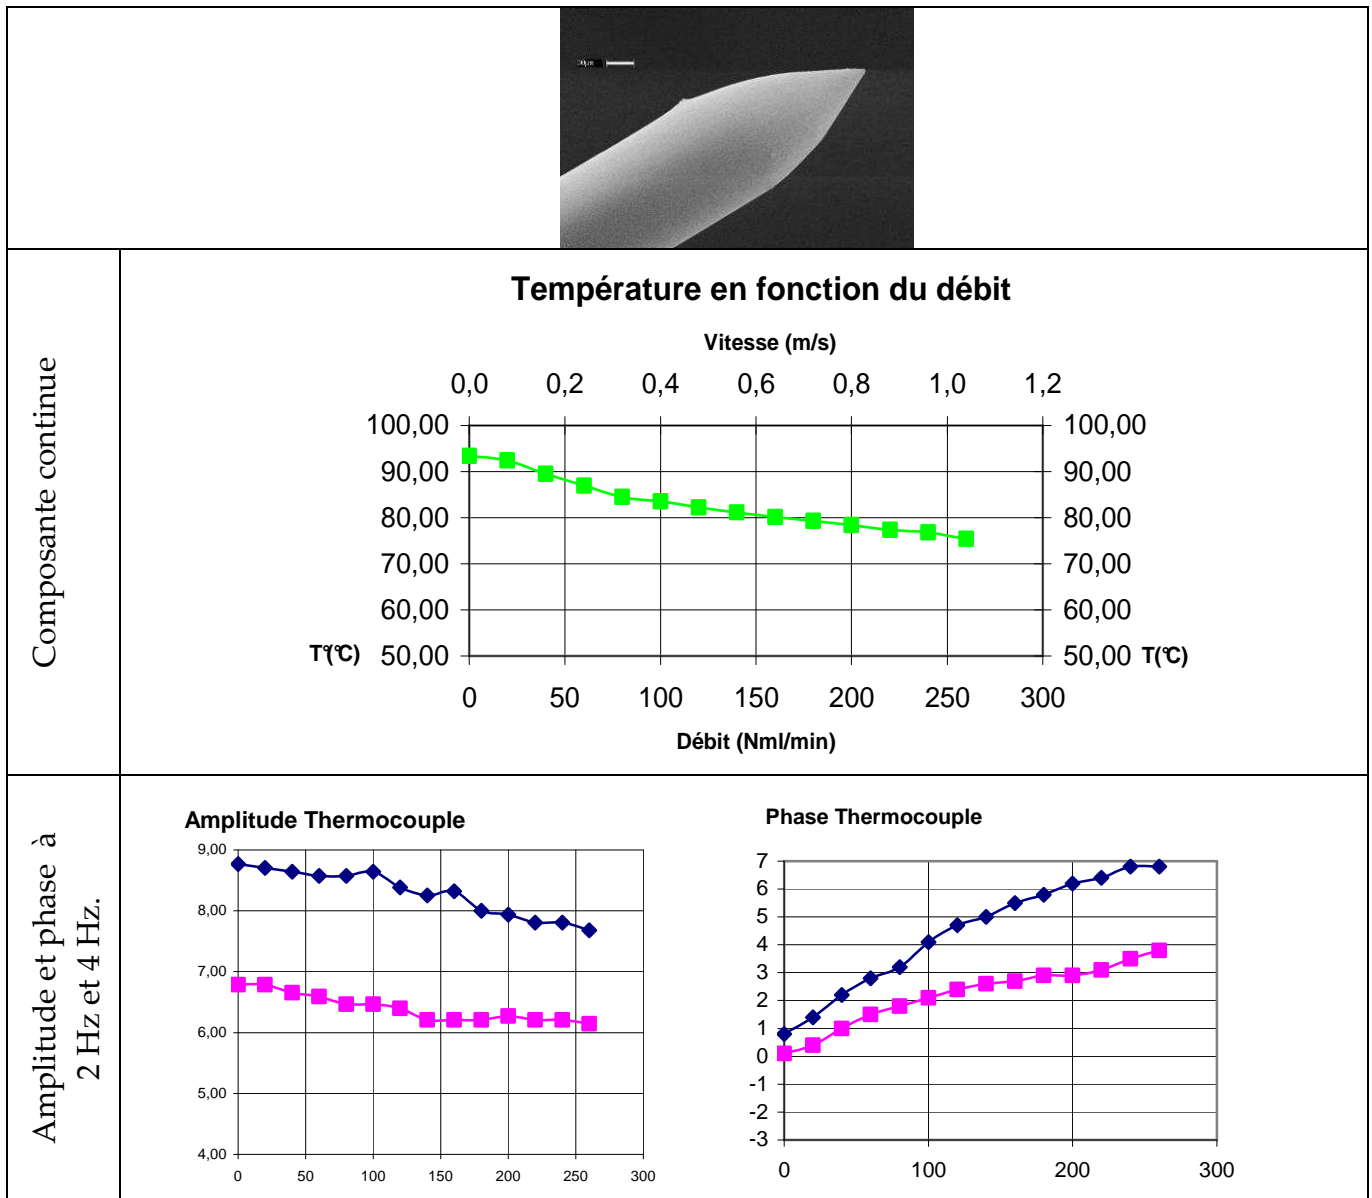 30µm
Composante continue
Température en fonction du débit
Vitesse (m/s)
0,0 0,2 0,4 0,6 0,8 1,0 1,2
100,00 100,00
90,00 90,00
80,00 80,00
70,00 70,00
60,00 60,00
T°(°C) 50,00 50,00 T(°C)
0 50 100 150 200 250 300
Débit (Nml/min)
Amplitude et phase à
2 Hz et 4 Hz.
Amplitude Thermocouple
9,00
8,00
7,00
6,00
5,00
4,00
0 50 100 150 200 250 300
Phase Thermocouple
7
6
5
4
3
2
1
0
-1
-2
-3
0 100 200 300